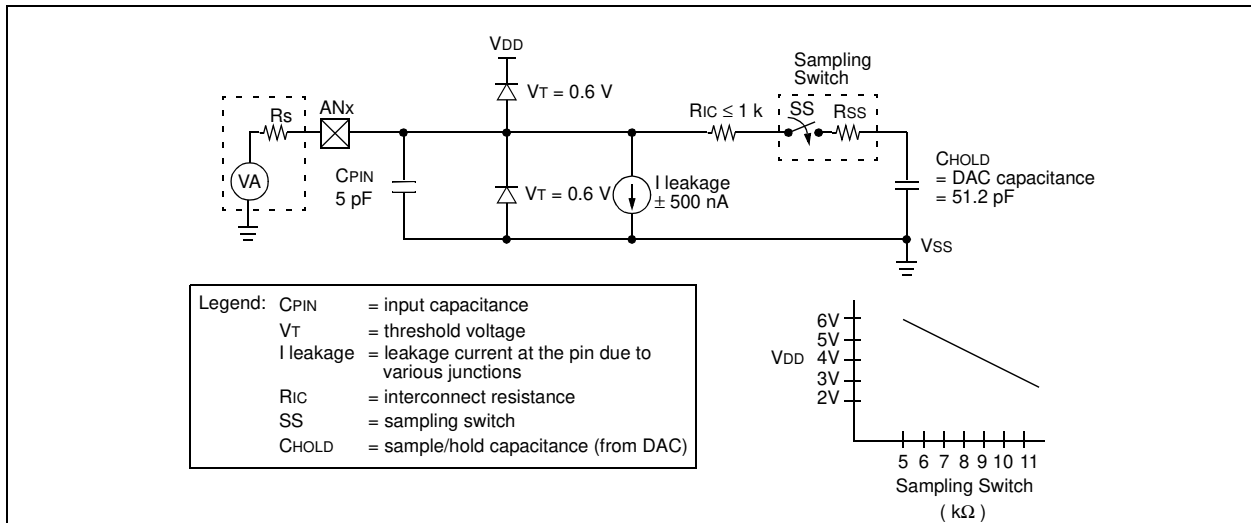 VDD
VT = 0.6 V
Sampling
Switch
Rs
ANx
RIC ≤ 1 k
SS
RSS
VA
CPIN
5 pF
VT = 0.6 V
I leakage
± 500 nA
CHOLD
= DAC capacitance
= 51.2 pF
VSS
Legend: CPIN = input capacitance
VT = threshold voltage
I leakage = leakage current at the pin due to
various junctions
RIC = interconnect resistance
SS = sampling switch
CHOLD = sample/hold capacitance (from DAC)
6V
5V
VDD 4V
3V
2V
5 6 7 8 9 10 11
Sampling Switch
( kΩ )